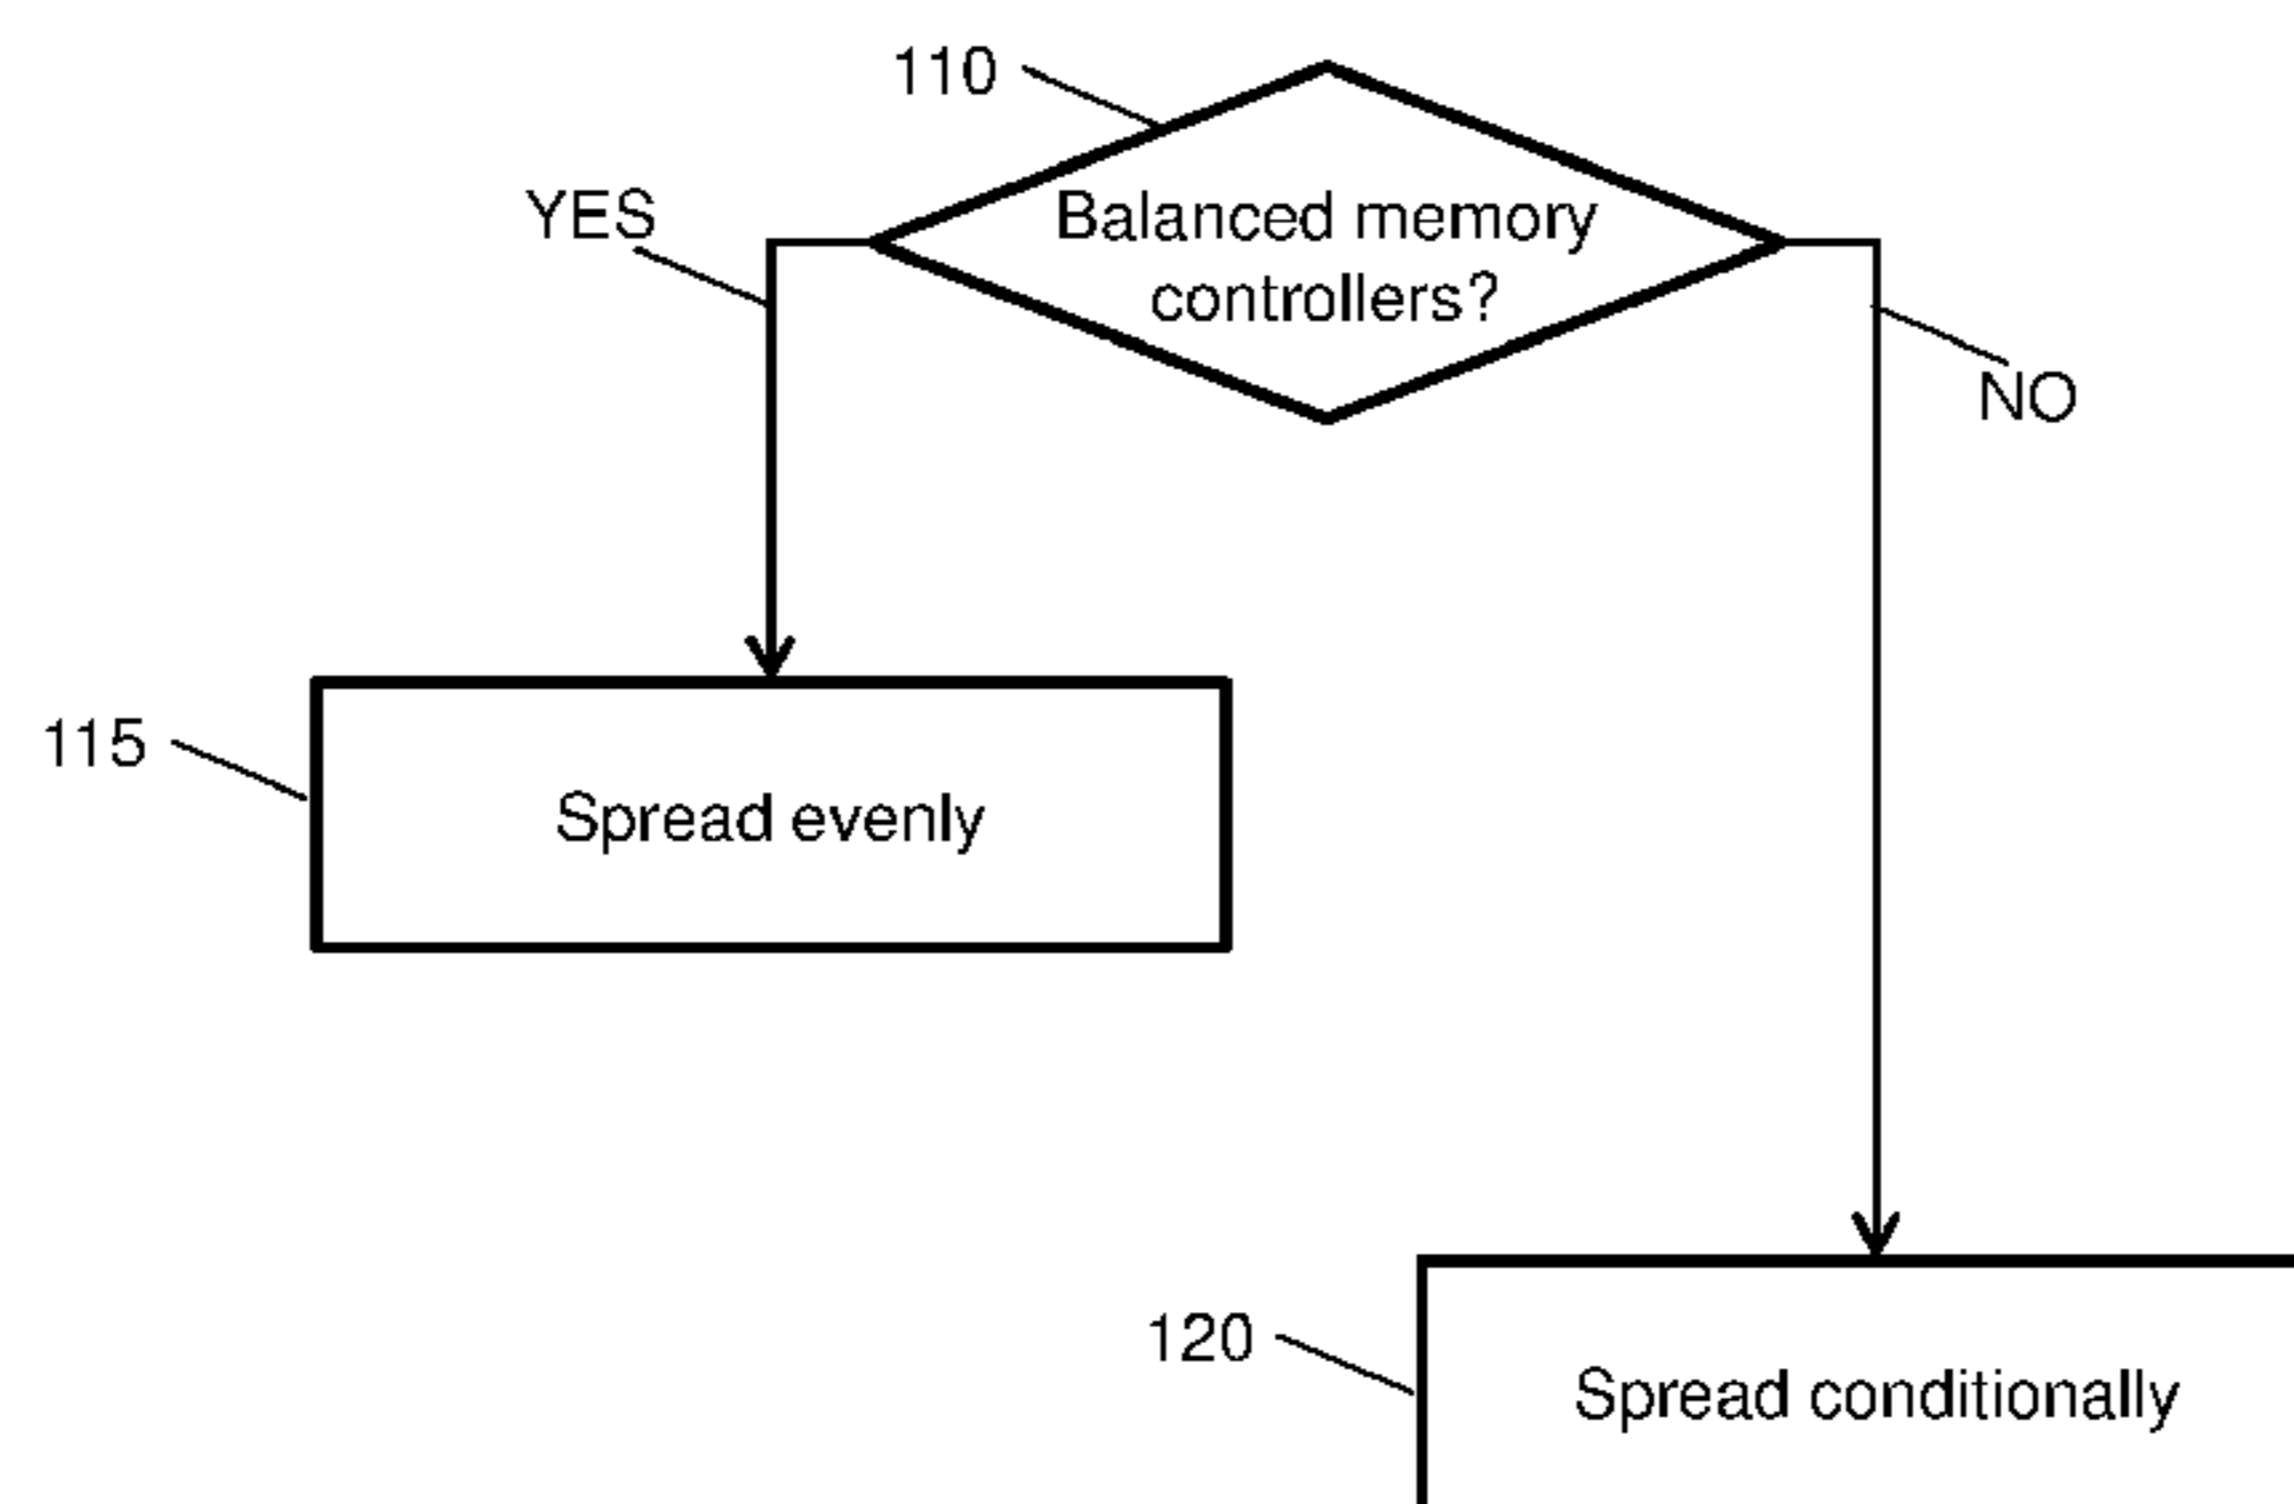 110
YES
Balanced memory
controllers?
NO
115
Spread evenly
120
Spread conditionally